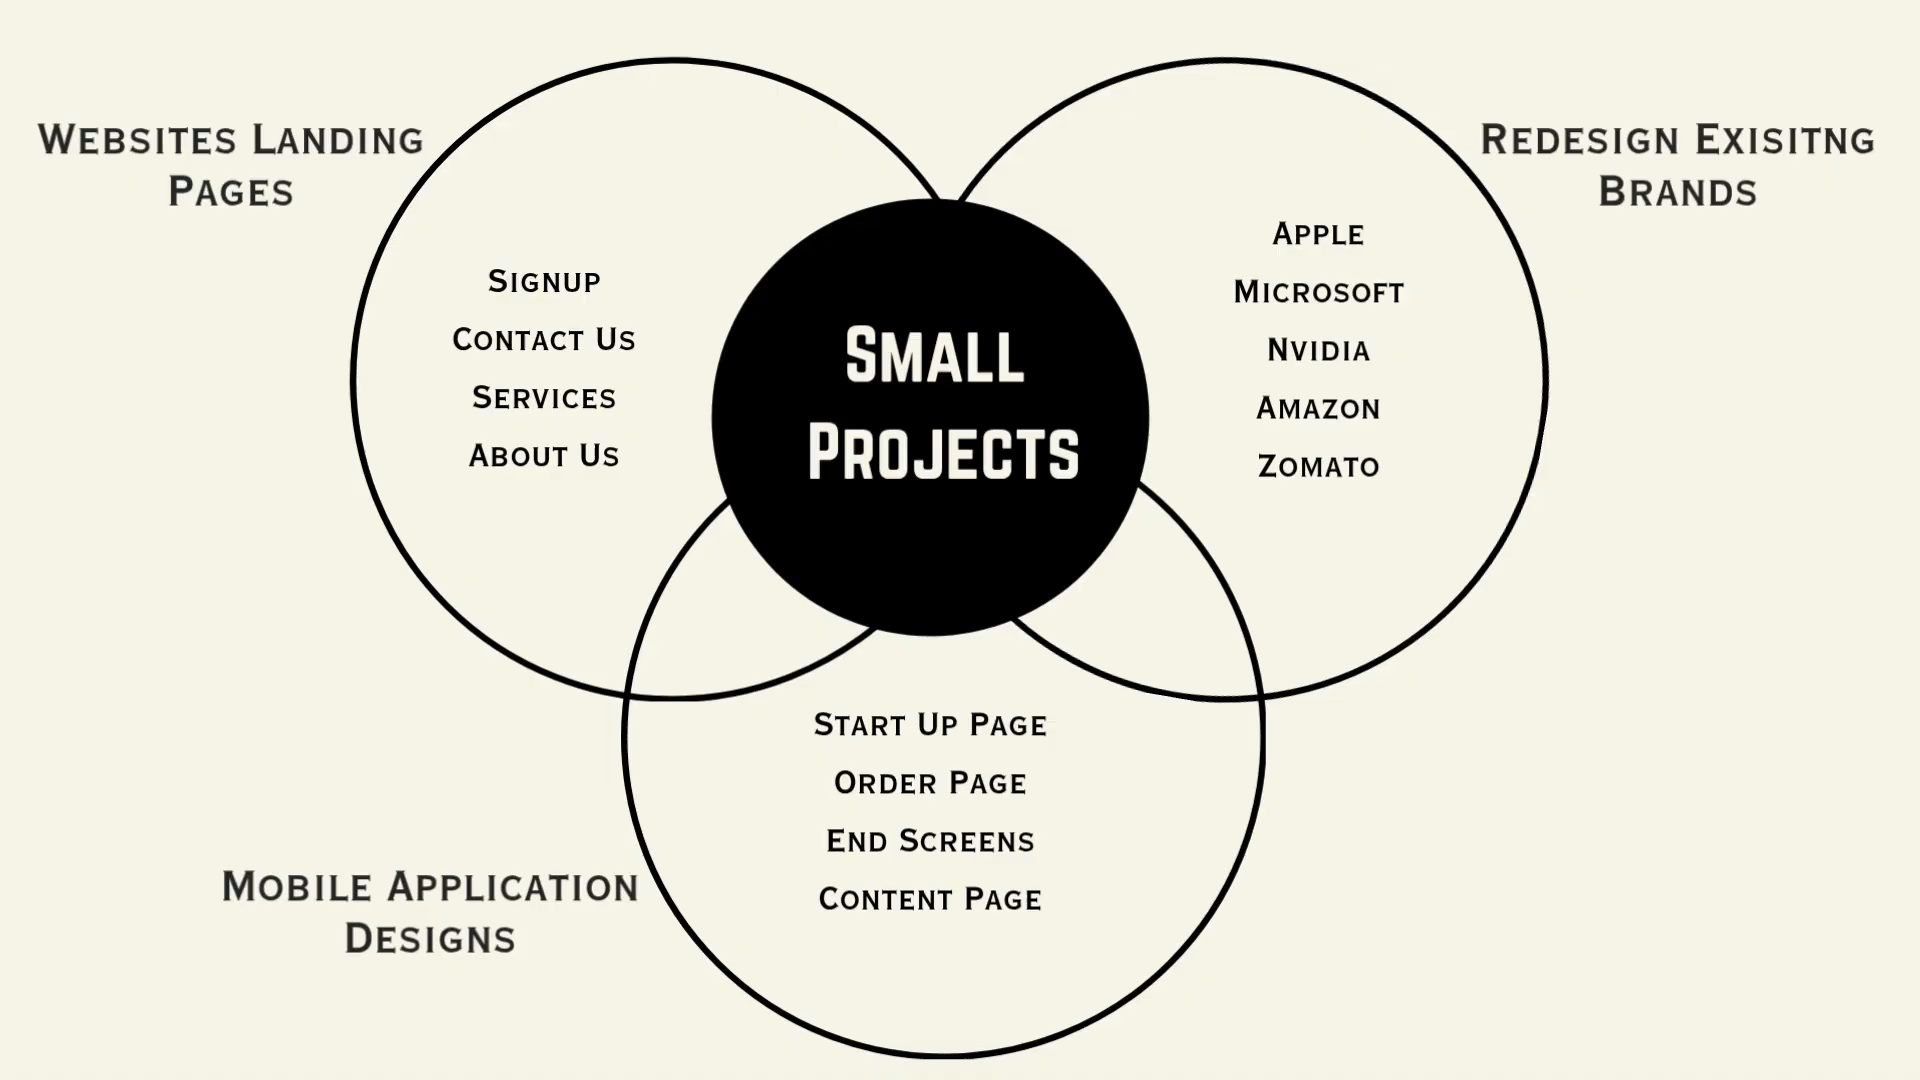 Websites Landing
Pages
Signup
Contact Us
Services
About Us
Small
Projects
Redesign Exisitng
Brands
Apple
Microsoft
Nvidia
Amazon
Zomato
Mobile Application
Designs
Start Up Page
Order Page
End Screens
Content Page